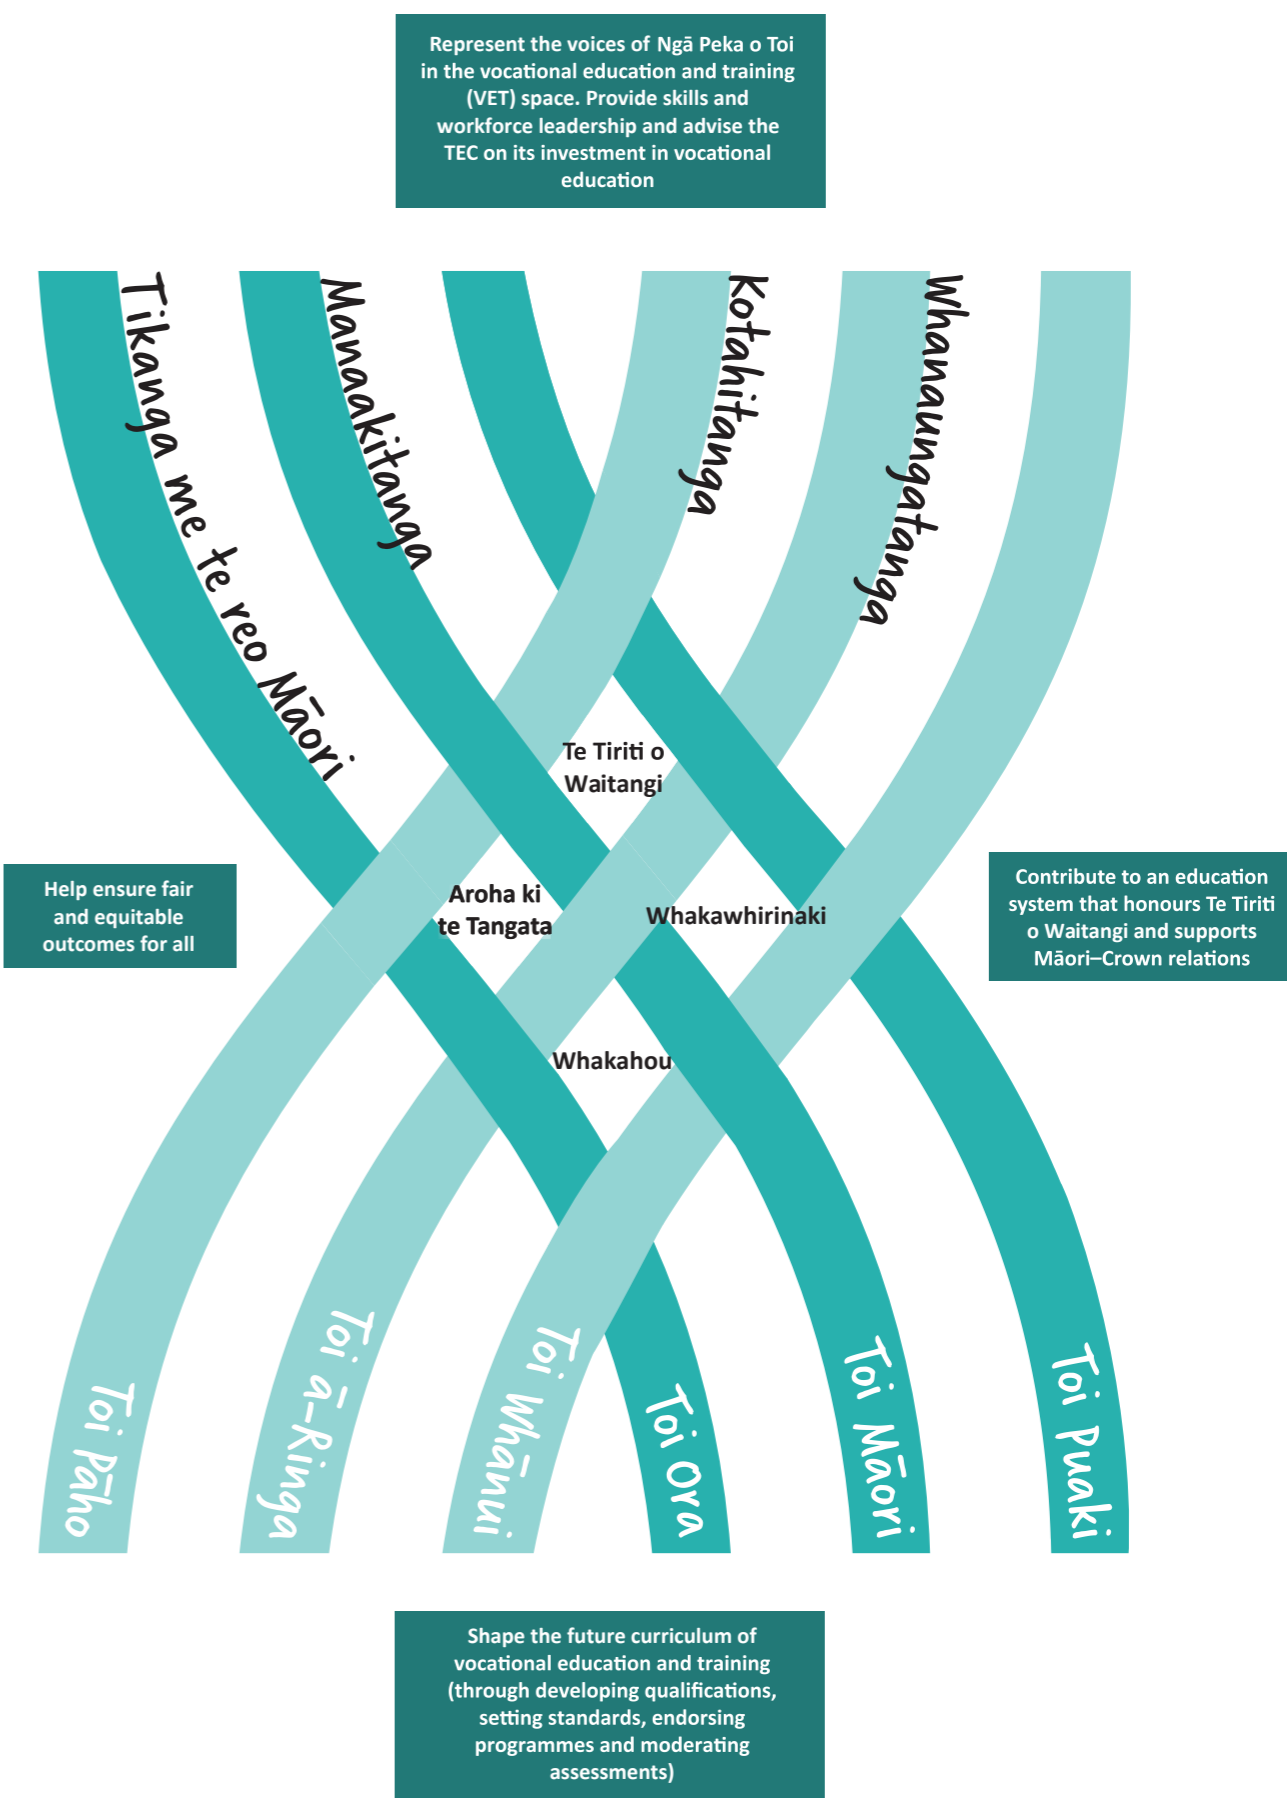 Represent the voices of Ngā Peka o Toi
in the vocational education and training
(VET) space. Provide skills and
workforce leadership and advise the
TEC on its investment in vocational
education
Tikanga me te reo Māori
Manaakitanga
Kotahitanga
Whanaungatanga
Te Tiriti o
Waitangi
Help ensure fair
and equitable
outcomes for all
Aroha ki
te Tangata
Whakawhirinaki
Contribute to an education
system that honours Te Tiriti
o Waitangi and supports
Māori–Crown relations
Whakahou
Toi Pāho
Toi ā-Ringa
Toi Whānui
Toi Ora
Toi Māori
Toi Puaki
Shape the future curriculum of
vocational education and training
(through developing qualifications,
setting standards, endorsing
programmes and moderating
assessments)